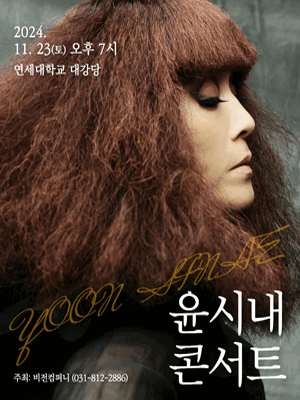 2024.
11. 23(토) 오후 7시
연세대학교 대강당
YOON SINAE
윤시내
콘서트
주최: 비전컴퍼니 (031-812-2886)